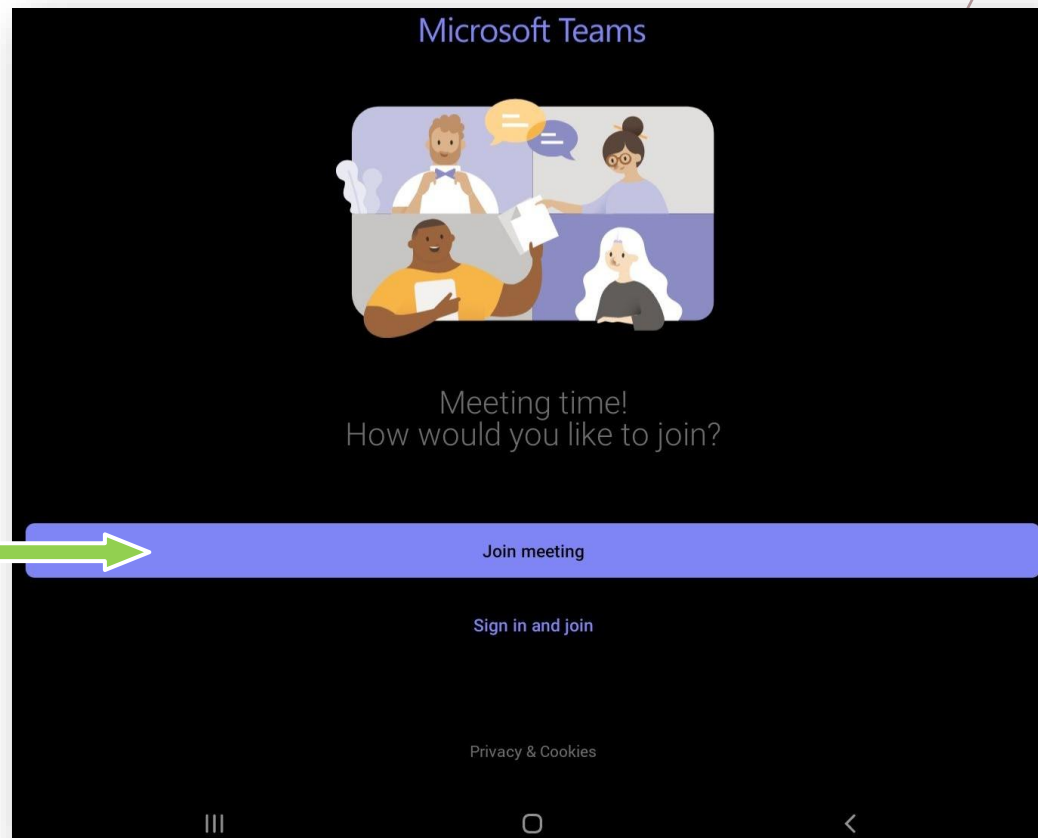 Microsoft Teams
Meeting time!
How would you like to join?
Join meeting
Sign in and join
Privacy & Cookies